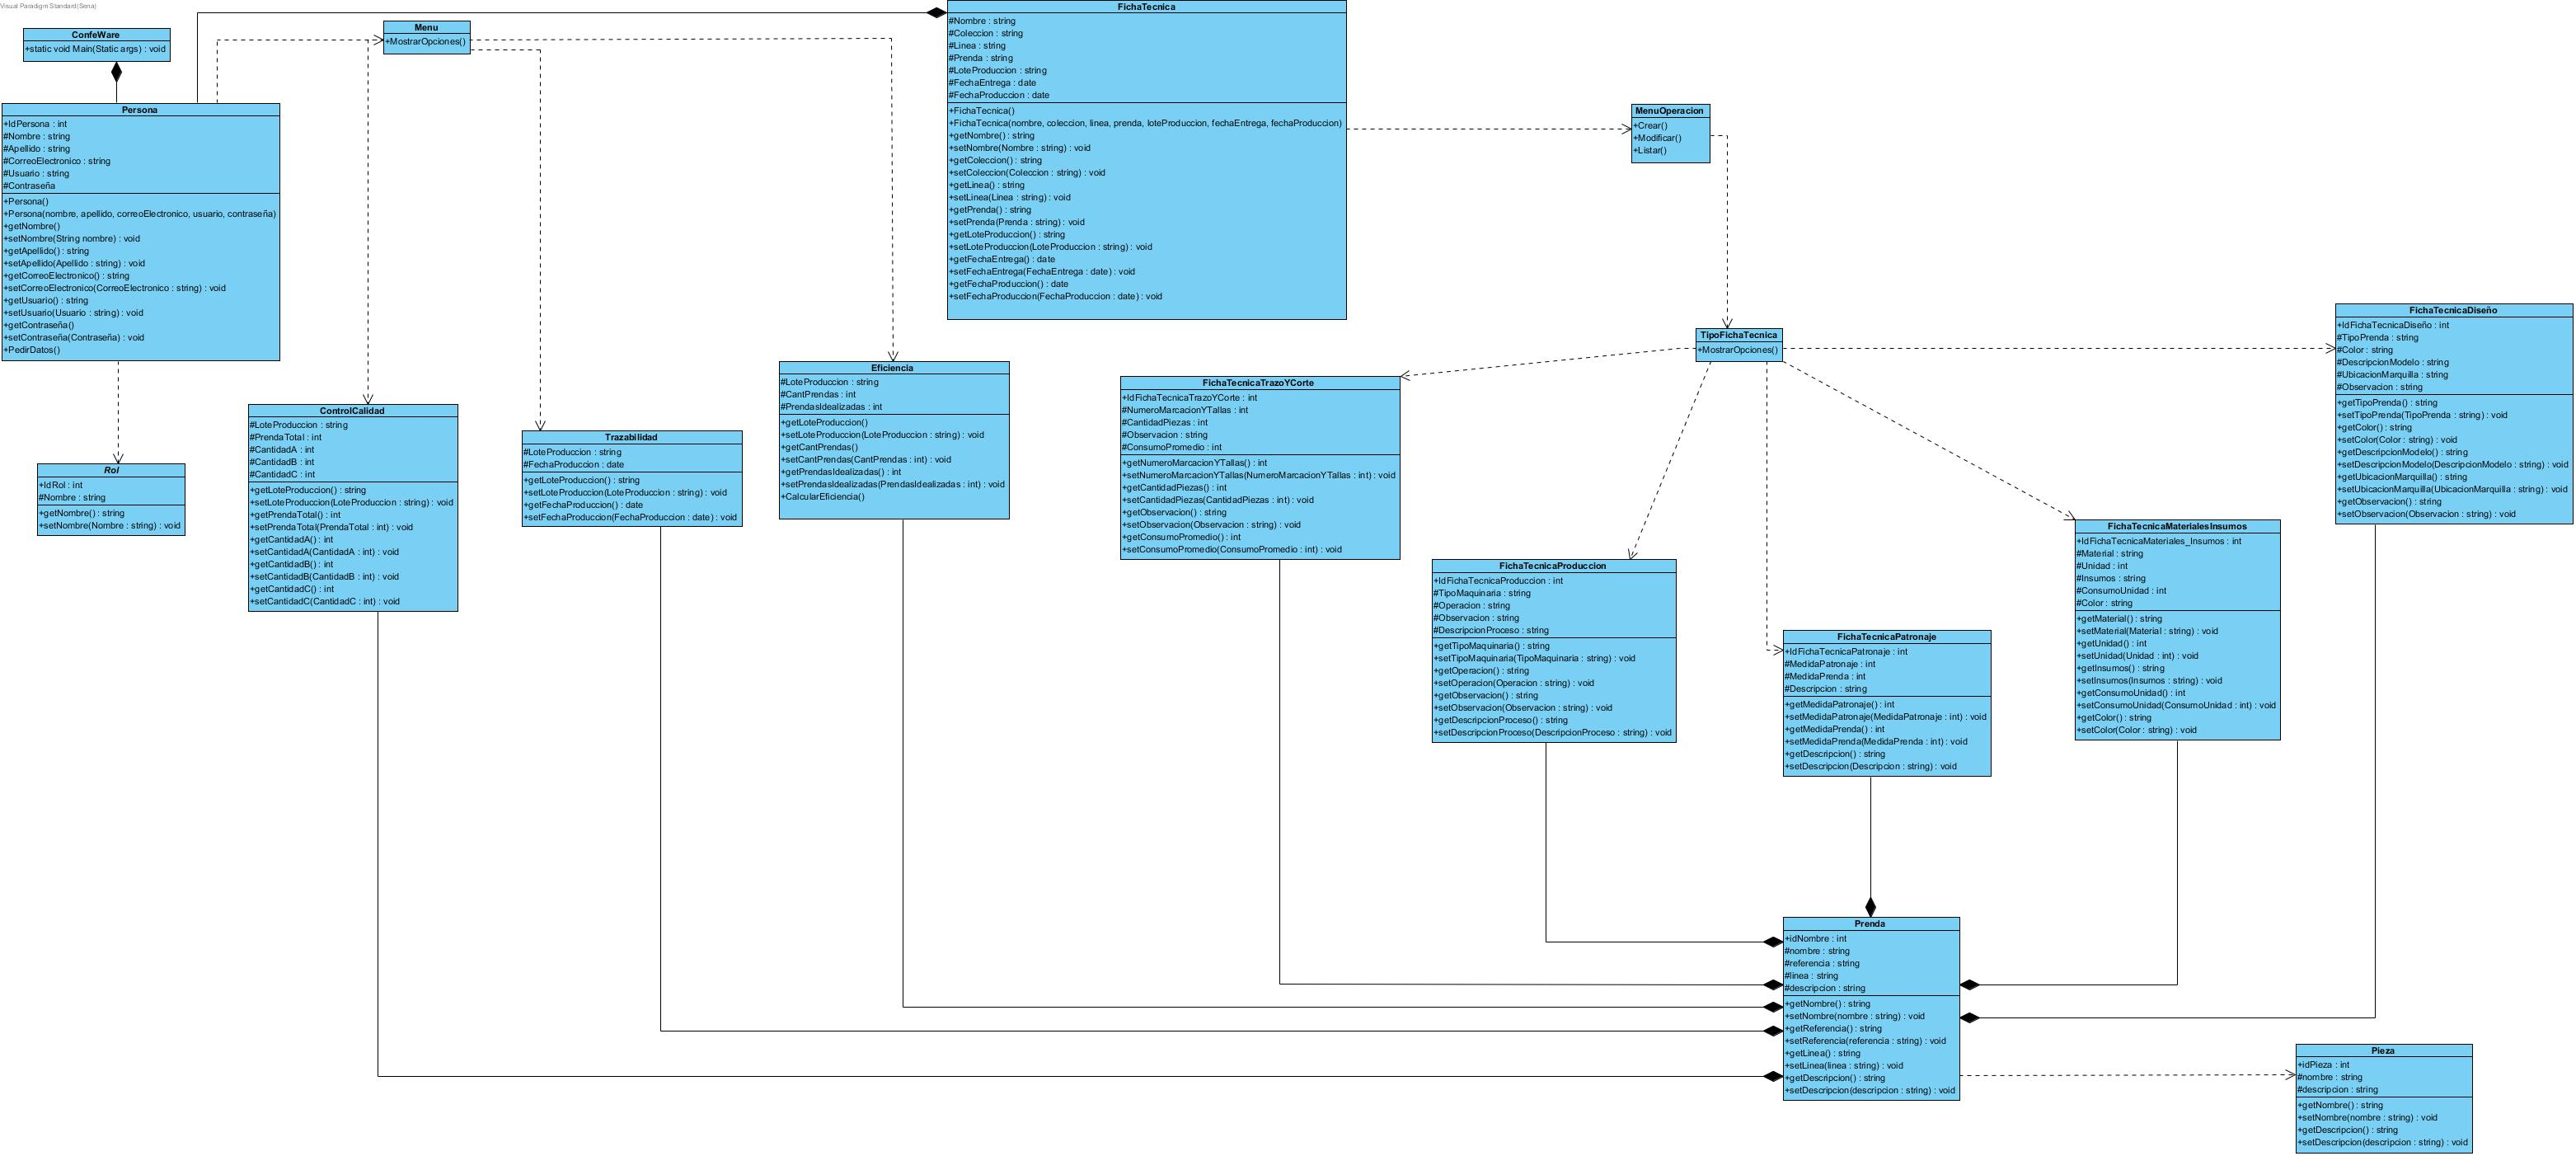 Visual Paradigm Standard(Sena)
ConfeWare
+static void Main(Static args) : void
Menu
+MostrarOpciones()
FichaTecnica
#Nombre : string
#Coleccion : string
#Linea : string
#Prenda : string
#LoteProduccion : string
#FechaEntrega : date
#FechaProduccion : date
+FichaTecnica()
+FichaTecnica(nombre, coleccion, linea, prenda, loteProduccion, fechaEntrega, fechaProduccion)
+getNombre() : string
+setNombre(Nombre : string) : void
+getColeccion() : string
+setColeccion(Coleccion : string) : void
+getLinea() : string
+setLinea(Linea : string) : void
+getPrenda() : string
+setPrenda(Prenda : string) : void
+getLoteProduccion() : string
+setLoteProduccion(LoteProduccion : string) : void
+getFechaEntrega() : date
+setFechaEntrega(FechaEntrega : date) : void
+getFechaProduccion() : date
+setFechaProduccion(FechaProduccion : date) : void
MenuOperacion
+Crear()
+Modificar()
+Listar()
Persona
+IdPersona : int
#Nombre : string
#Apellido : string
#CorreoElectronico : string
#Usuario : string
#Contraseña
+Persona()
+Persona(nombre, apellido, correoElectronico, usuario, contraseña)
+getNombre()
+setNombre(String nombre) : void
+getApellido() : string
+setApellido(Apellido : string) : void
+getCorreoElectronico() : string
+setCorreoElectronico(CorreoElectronico : string) : void
+getUsuario() : string
+setUsuario(Usuario : string) : void
+getContraseña()
+setContraseña(Contraseña) : void
+PedirDatos()
TipoFichaTecnica
+MostrarOpciones()
FichaTecnicaDiseño
+IdFichaTecnicaDiseño : int
#TipoPrenda : string
#Color : string
#DescripcionModelo : string
#UbicacionMarquilla : string
#Observacion : string
+getTipoPrenda() : string
+setTipoPrenda(TipoPrenda : string) : void
+getColor() : string
+setColor(Color : string) : void
+getDescripcionModelo() : string
+setDescripcionModelo(DescripcionModelo : string) : void
+getUbicacionMarquilla() : string
+setUbicacionMarquilla(UbicacionMarquilla : string) : void
+getObservacion() : string
+setObservacion(Observacion : string) : void
Eficiencia
#LoteProduccion : string
#CantPrendas : int
#PrendasIdealizadas : int
+getLoteProduccion()
+setLoteProduccion(LoteProduccion : string) : void
+getCantPrendas()
+setCantPrendas(CantPrendas : int) : void
+getPrendasIdealizadas() : int
+setPrendasIdealizadas(PrendasIdealizadas : int) : void
+CalcularEficiencia()
FichaTecnicaTrazoYCorte
+IdFichaTecnicaTrazoYCorte : int
#NumeroMarcacionYTallas : int
#CantidadPiezas : int
#Observacion : string
#ConsumoPromedio : int
+getNumeroMarcacionYTallas() : int
+setNumeroMarcacionYTallas(NumeroMarcacionYTallas : int) : void
+getCantidadPiezas() : int
+setCantidadPiezas(CantidadPiezas : int) : void
+getObservacion() : string
+setObservacion(Observacion : string) : void
+getConsumoPromedio() : int
+setConsumoPromedio(ConsumoPromedio : int) : void
ControlCalidad
#LoteProduccion : string
#PrendaTotal : int
#CantidadA : int
#CantidadB : int
#CantidadC : int
+getLoteProduccion() : string
+setLoteProduccion(LoteProduccion : string) : void
+getPrendaTotal() : int
+setPrendaTotal(PrendaTotal : int) : void
+getCantidadA() : int
+setCantidadA(CantidadA : int) : void
+getCantidadB() : int
+setCantidadB(CantidadB : int) : void
+getCantidadC() : int
+setCantidadC(CantidadC : int) : void
Trazabilidad
#LoteProduccion : string
#FechaProduccion : date
+getLoteProduccion() : string
+setLoteProduccion(LoteProduccion : string) : void
+getFechaProduccion() : date
+setFechaProduccion(FechaProduccion : date) : void
Rol
+IdRol : int
#Nombre : string
+getNombre() : string
+setNombre(Nombre : string) : void
FichaTecnicaMaterialesInsumos
+IdFichaTecnicaMateriales_Insumos : int
#Material : string
#Unidad : int
#Insumos : string
#ConsumoUnidad : int
#Color : string
+getMaterial() : string
+setMaterial(Material : string) : void
+getUnidad() : int
+setUnidad(Unidad : int) : void
+getInsumos() : string
+setInsumos(Insumos : string) : void
+getConsumoUnidad() : int
+setConsumoUnidad(ConsumoUnidad : int) : void
+getColor() : string
+setColor(Color : string) : void
FichaTecnicaProduccion
+IdFichaTecnicaProduccion : int
#TipoMaquinaria : string
#Operacion : string
#Observacion : string
#DescripcionProceso : string
+getTipoMaquinaria() : string
+setTipoMaquinaria(TipoMaquinaria : string) : void
+getOperacion() : string
+setOperacion(Operacion : string) : void
+getObservacion() : string
+setObservacion(Observacion : string) : void
+getDescripcionProceso() : string
+setDescripcionProceso(DescripcionProceso : string) : void
FichaTecnicaPatronaje
+IdFichaTecnicaPatronaje : int
#MedidaPatronaje : int
#MedidaPrenda : int
#Descripcion : string
+getMedidaPatronaje() : int
+setMedidaPatronaje(MedidaPatronaje : int) : void
+getMedidaPrenda() : int
+setMedidaPrenda(MedidaPrenda : int) : void
+getDescripcion() : string
+setDescripcion(Descripcion : string) : void
Prenda
+idNombre : int
#nombre : string
#referencia : string
#linea : string
#descripcion : string
+getNombre() : string
+setNombre(nombre : string) : void
+getReferencia() : string
+setReferencia(referencia : string) : void
+getLinea() : string
+setLinea(linea : string) : void
+getDescripcion() : string
+setDescripcion(descripcion : string) : void
Pieza
+idPieza : int
#nombre : string
#descripcion : string
+getNombre() : string
+setNombre(nombre : string) : void
+getDescripcion() : string
+setDescripcion(descripcion : string) : void